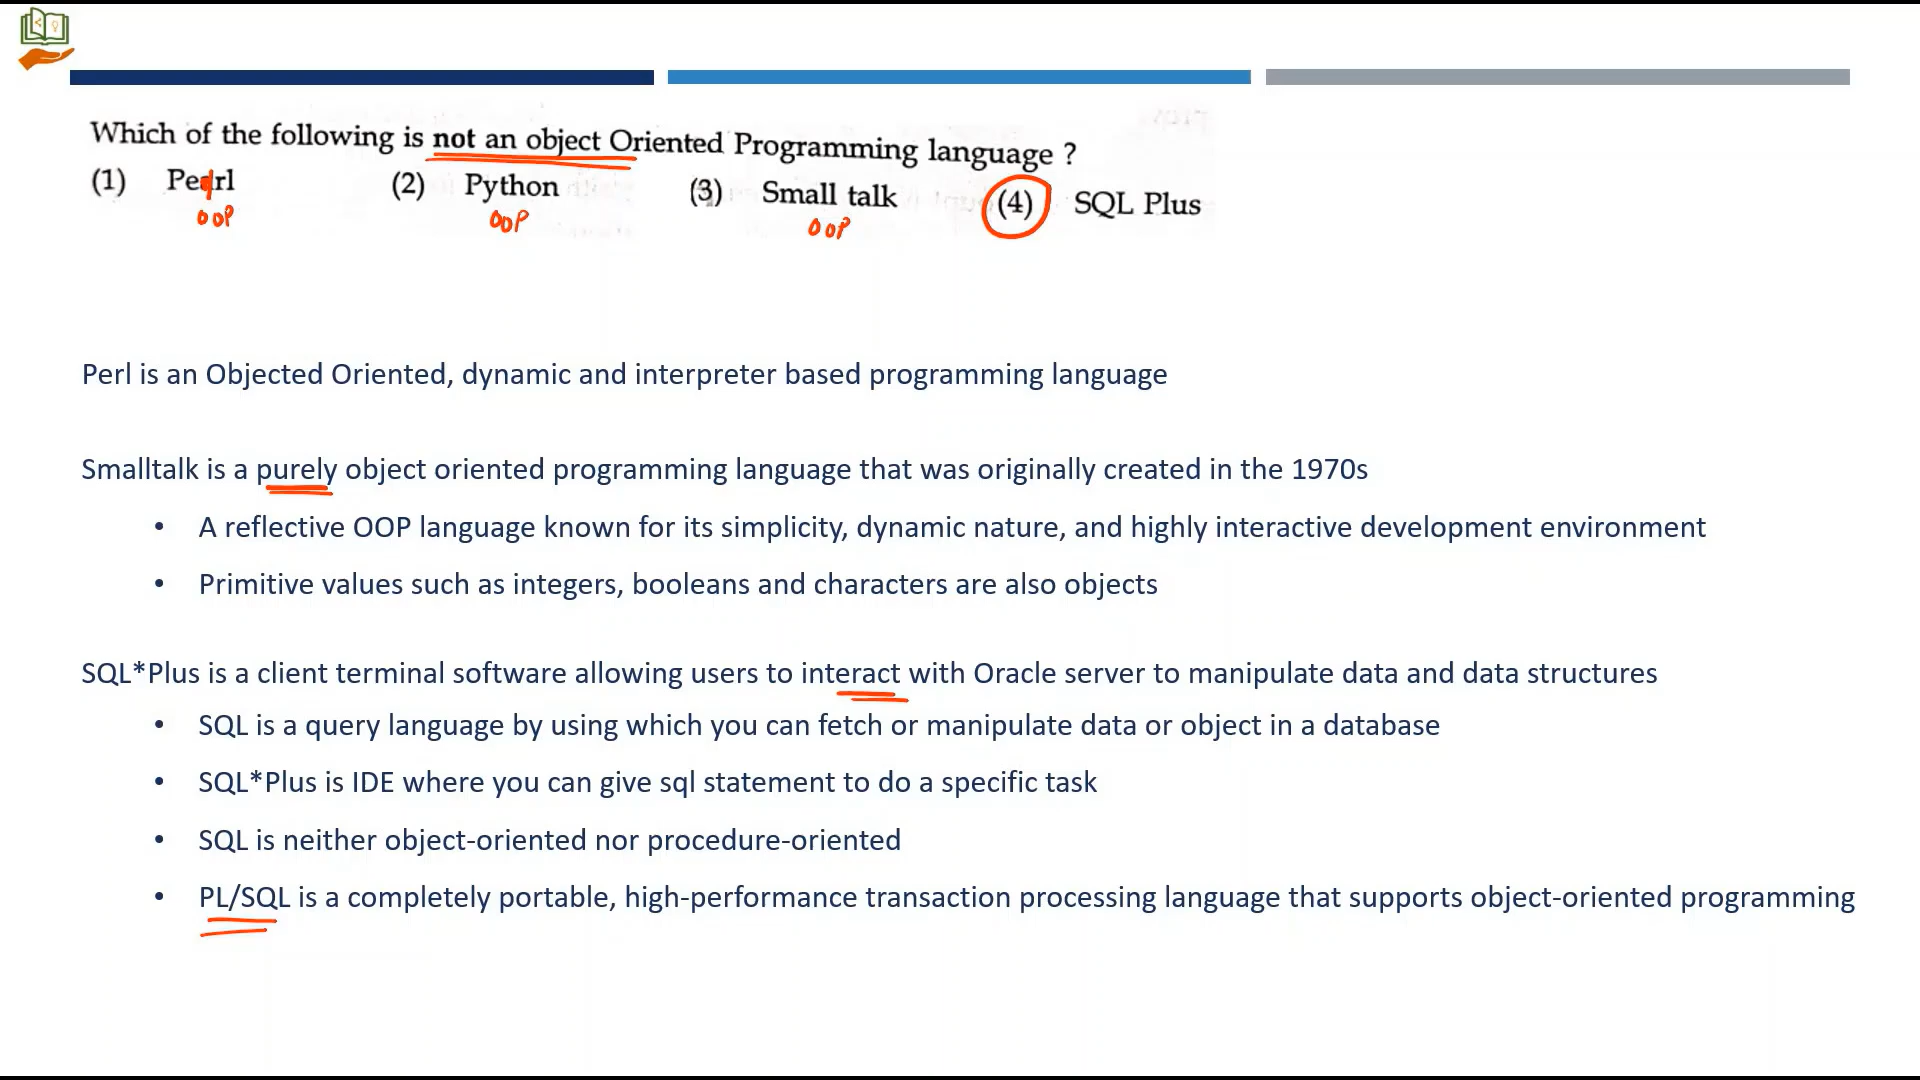 Which of the following is not an object Oriented Programming language ?
(1) Pearl (2) Python (3) Small talk (4) SQL Plus
OOP OOP OOP
Perl is an Objected Oriented, dynamic and interpreter based programming language
Smalltalk is a purely object oriented programming language that was originally created in the 1970s
• A reflective OOP language known for its simplicity, dynamic nature, and highly interactive development environment
• Primitive values such as integers, booleans and characters are also objects
SQL*Plus is a client terminal software allowing users to interact with Oracle server to manipulate data and data structures
• SQL is a query language by using which you can fetch or manipulate data or object in a database
• SQL*Plus is IDE where you can give sql statement to do a specific task
• SQL is neither object-oriented nor procedure-oriented
• PL/SQL is a completely portable, high-performance transaction processing language that supports object-oriented programming